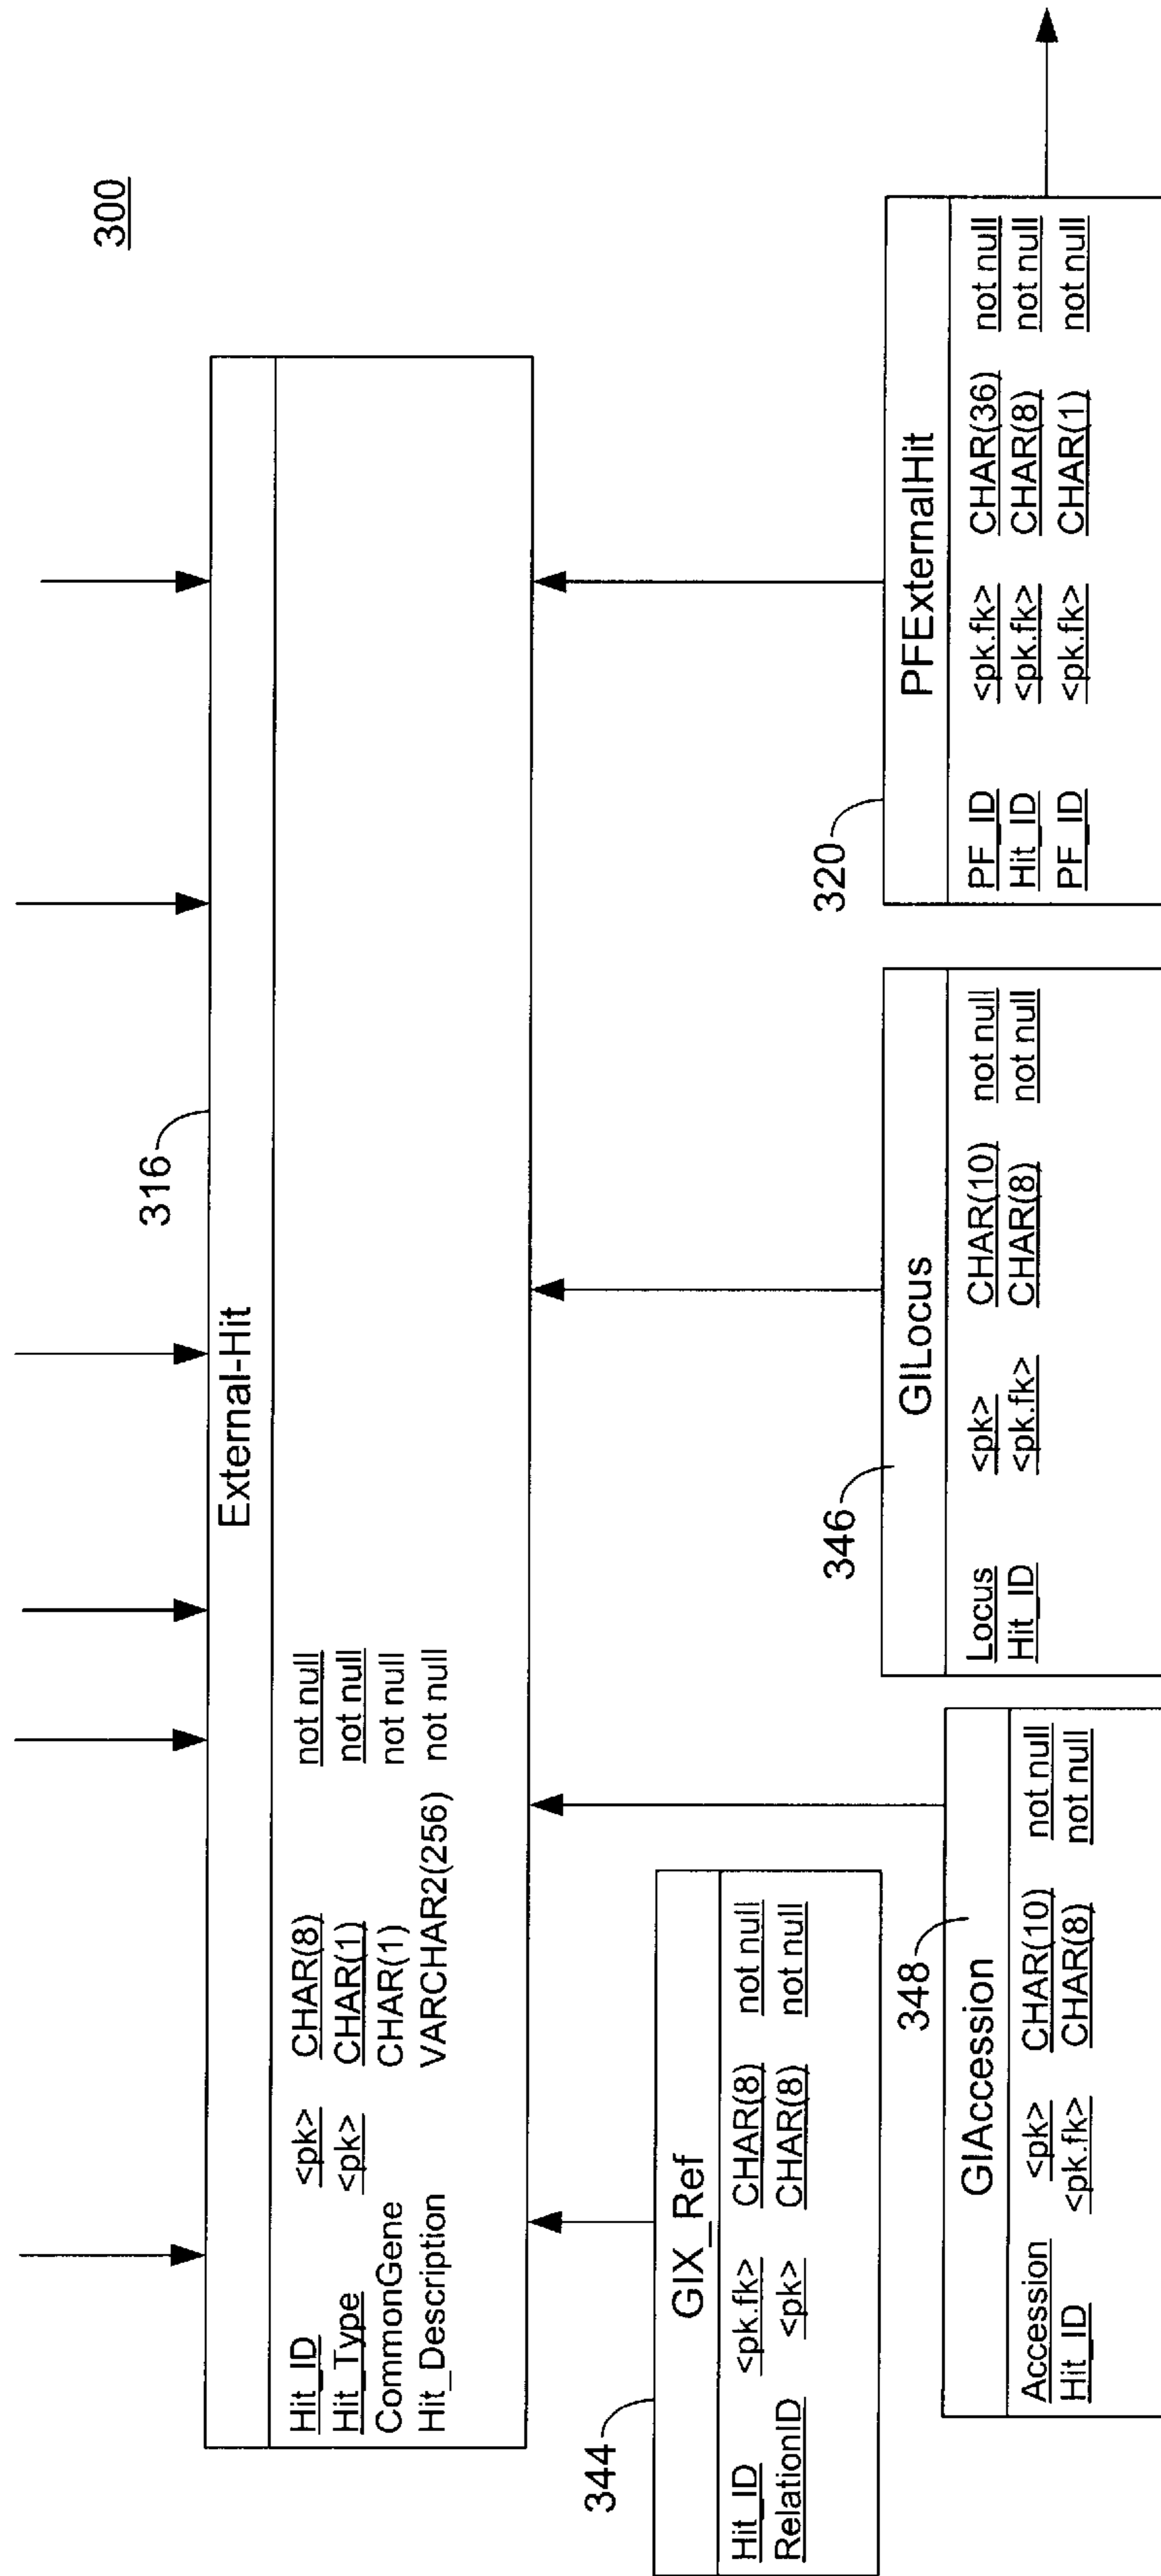 300
316
External-Hit
Hit_ID <pk> CHAR(8) not null
Hit_Type <pk> CHAR(1) not null
CommonGene CHAR(1) not null
Hit_Description VARCHAR2(256) not null
344
GIX_Ref
Hit_ID <pk.fk> CHAR(8) not null
RelationID <pk> CHAR(8) not null
348
GIAccession
Accession <pk> CHAR(10) not null
Hit_ID <pk.fk> CHAR(8) not null
346
GILocus
Locus <pk> CHAR(10) not null
Hit_ID <pk.fk> CHAR(8) not null
320
PFExternalHit
PF_ID <pk.fk> CHAR(36) not null
Hit_ID <pk.fk> CHAR(8) not null
PF_ID <pk.fk> CHAR(1) not null